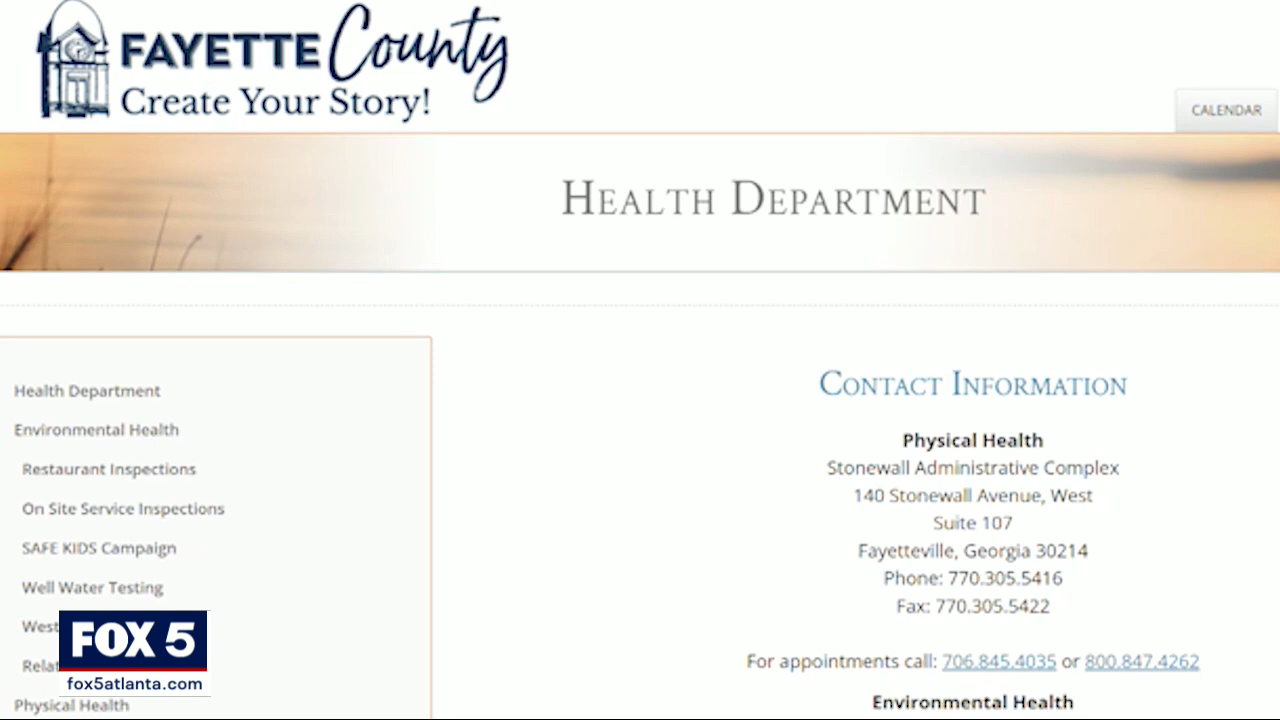 FAYETTE County
Create Your Story!
CALENDAR
HEALTH DEPARTMENT
Health Department
Environmental Health
Restaurant Inspections
On Site Service Inspections
SAFE KIDS Campaign
Well Water Testing
West
Relat
Physical Health
CONTACT INFORMATION
Physical Health
Stonewall Administrative Complex
140 Stonewall Avenue, West
Suite 107
Fayetteville, Georgia 30214
Phone: 770.305.5416
Fax: 770.305.5422
For appointments call: 706.845.4035 or 800.847.4262
Environmental Health
FOX 5
fox5atlanta.com